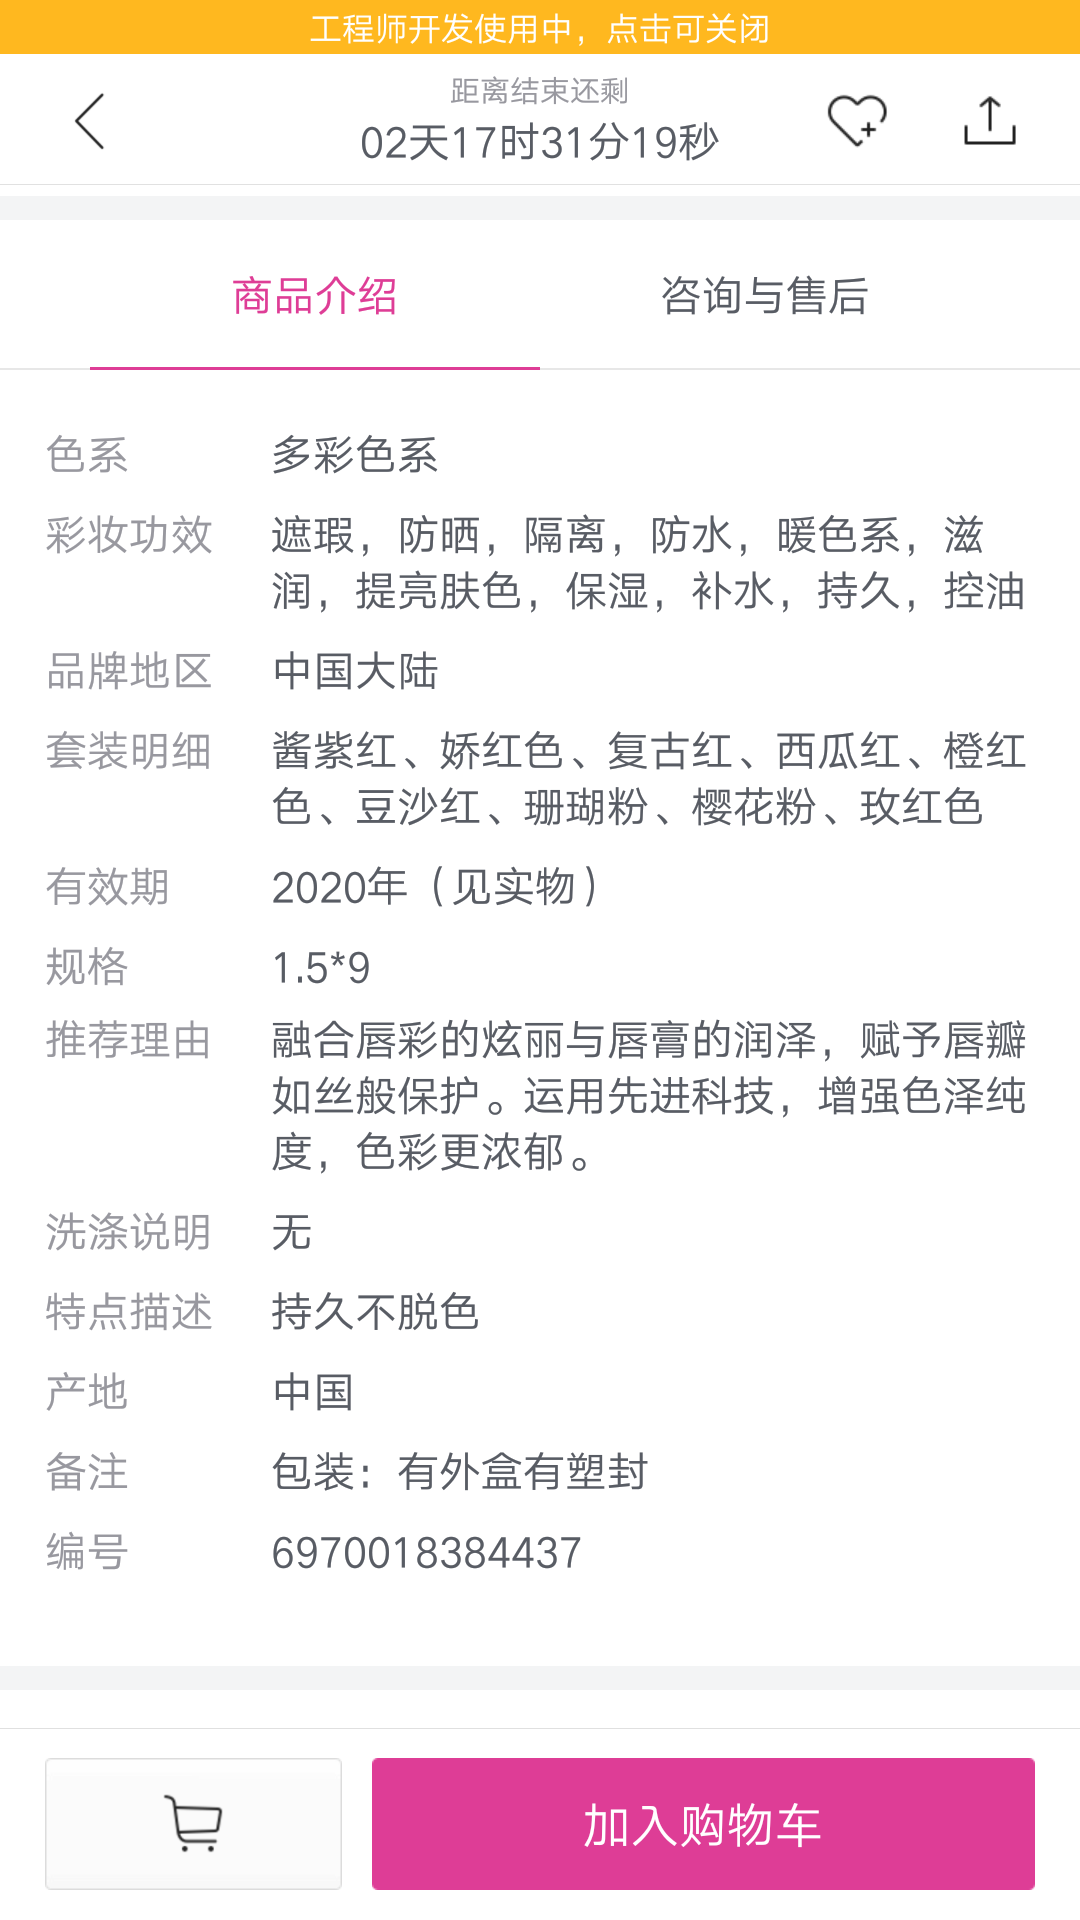 工程师开发使用中，点击可关闭
距离结束还剩
02天17时31分19秒
商品介绍
咨询与售后
色系
多彩色系
彩妆功效
遮瑕，防晒，隔离，防水，暖色系，滋
润，提亮肤色，保湿，补水，持久，控油
品牌地区
中国大陆
套装明细
酱紫红、娇红色、复古红、西瓜红、橙红
色、豆沙红、珊瑚粉、樱花粉、玫红色
有效期
2020年（见实物）
规格
1.5*9
推荐理由
融合唇彩的炫丽与唇膏的润泽，赋予唇瓣
如丝般保护。运用先进科技，增强色泽纯
度，色彩更浓郁。
洗涤说明
无
特点描述
持久不脱色
产地
中国
备注
包装：有外盒有塑封
编号
6970018384437
加入购物车